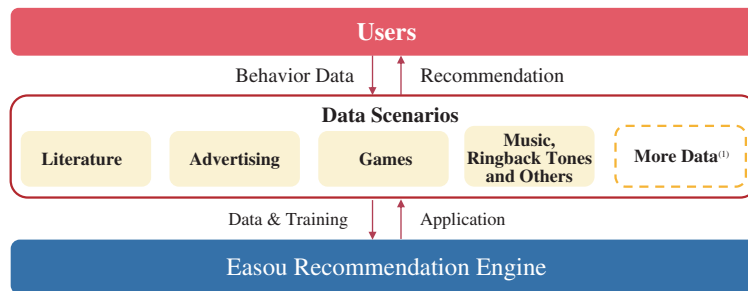 Users
Behavior Data
Recommendation
Data Scenarios
Literature
Advertising
Games
Music,
Ringback Tones
and Others
More Data(1)
Data & Training
Application
Easou Recommendation Engine